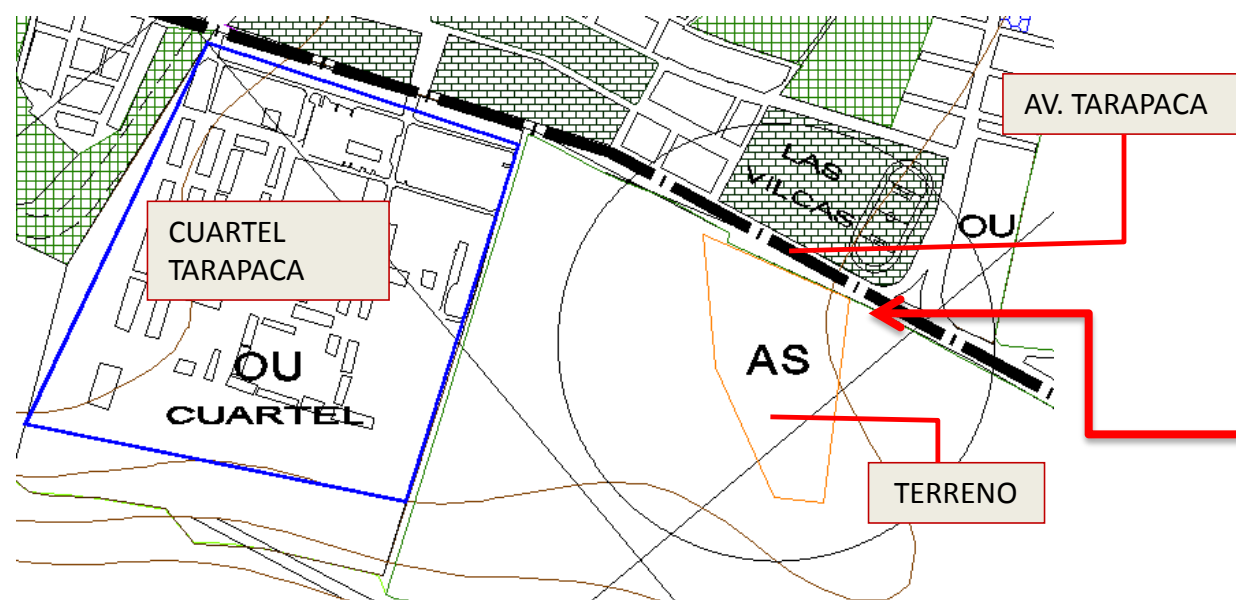 AV. TARAPACA
LAS
VILCAS
OU
CUARTEL
TARAPACA
OU
CUARTEL
AS
TERRENO